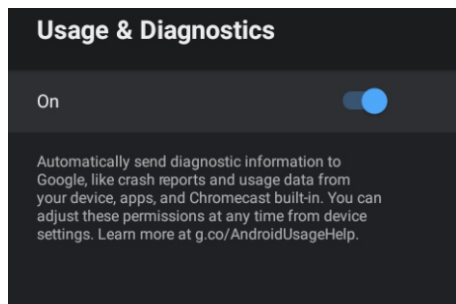 Usage & Diagnostics
On
Automatically send diagnostic information to
Google, like crash reports and usage data from
your device, apps, and Chromecast built-in. You can
adjust these permissions at any time from device
settings. Learn more at g.co/AndroidUsageHelp.